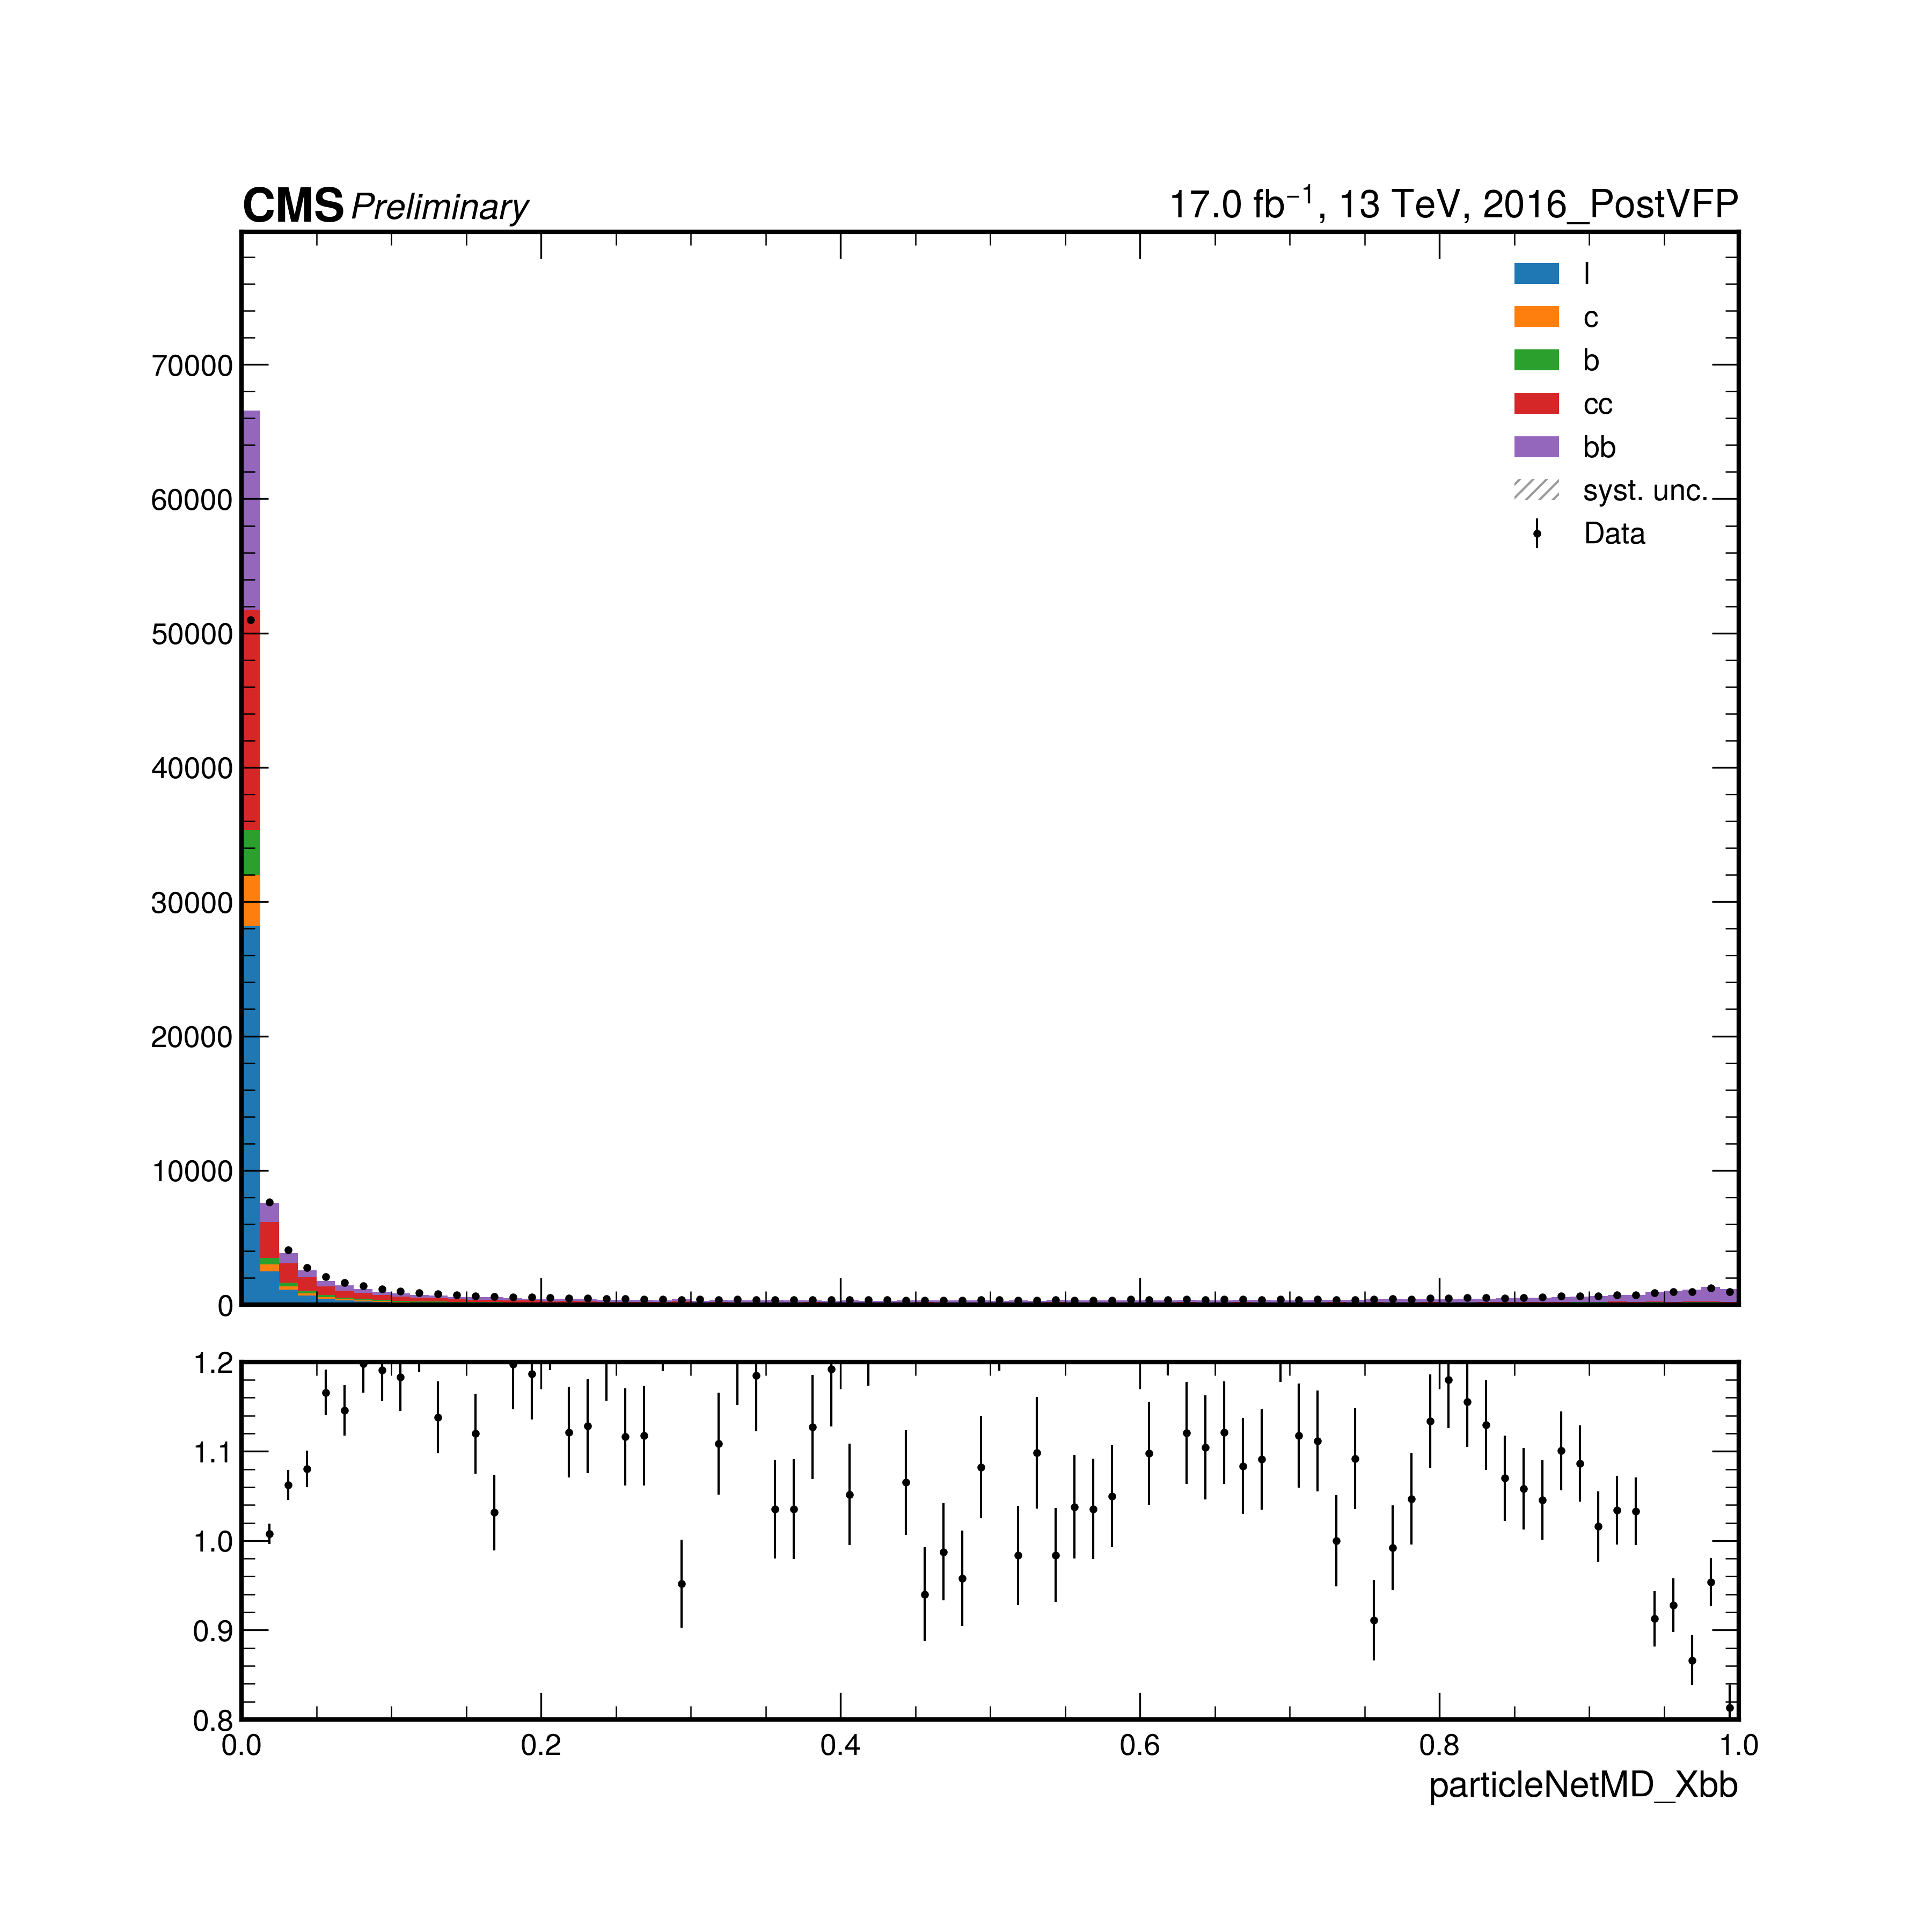 CMS Preliminary
17.0 fb⁻¹, 13 TeV, 2016_PostVFP
l
c
b
cc
bb
syst. unc.
Data
70000
60000
50000
40000
30000
20000
10000
0
1.2
1.1
1.0
0.9
0.8
0.0 0.2 0.4 0.6 0.8 1.0
particleNetMD_Xbb